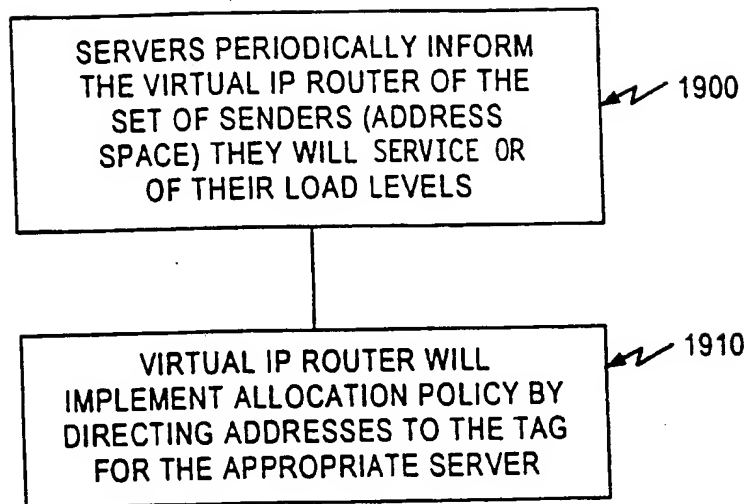 SERVERS PERIODICALLY INFORM
THE VIRTUAL IP ROUTER OF THE
SET OF SENDERS (ADDRESS
SPACE) THEY WILL SERVICE OR
OF THEIR LOAD LEVELS
1900
VIRTUAL IP ROUTER WILL
IMPLEMENT ALLOCATION POLICY BY
DIRECTING ADDRESSES TO THE TAG
FOR THE APPROPRIATE SERVER
1910